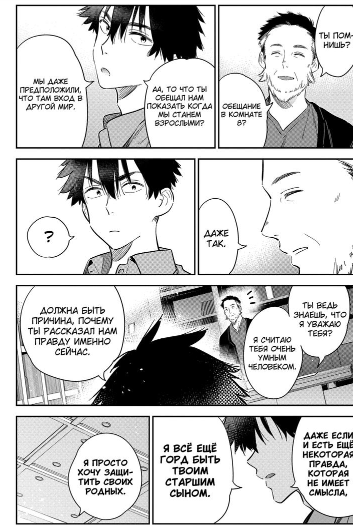 ТЫ ПОМ-
НИШЬ?
ОБЕЩАНИЕ
В КОМНАТЕ
8?
АА, ТО ЧТО ТЫ
ОБЕЩАЛ НАМ
ПОКАЗАТЬ КОГДА
МЫ СТАНЕМ
ВЗРОСЛЫМИ?
МЫ ДАЖЕ
ПРЕДПОЛОЖИЛИ,
ЧТО ТАМ ВХОД В
ДРУГОЙ МИР.
ДАЖЕ
ТАК.
?
ТЫ ВЕДЬ
ЗНАЕШЬ, ЧТО
Я УВАЖАЮ
ТЕБЯ?
Я СЧИТАЮ
ТЕБЯ ОЧЕНЬ
УМНЫМ
ЧЕЛОВЕКОМ.
ДОЛЖНА БЫТЬ
ПРИЧИНА, ПОЧЕМУ
ТЫ РАССКАЗАЛ НАМ
ПРАВДУ ИМЕННО
СЕЙЧАС.
ДАЖЕ ЕСЛИ
И ЕСТЬ ЕЩЁ
НЕКОТОРАЯ
ПРАВДА,
КОТОРАЯ
НЕ ИМЕЕТ
СМЫСЛА,
Я ВСЁ ЕЩЁ
ГОРД БЫТЬ
ТВОИМ
СТАРШИМ
СЫНОМ.
Я ПРОСТО
ХОЧУ ЗАЩИ-
ТИТЬ СВОИХ
РОДНЫХ.